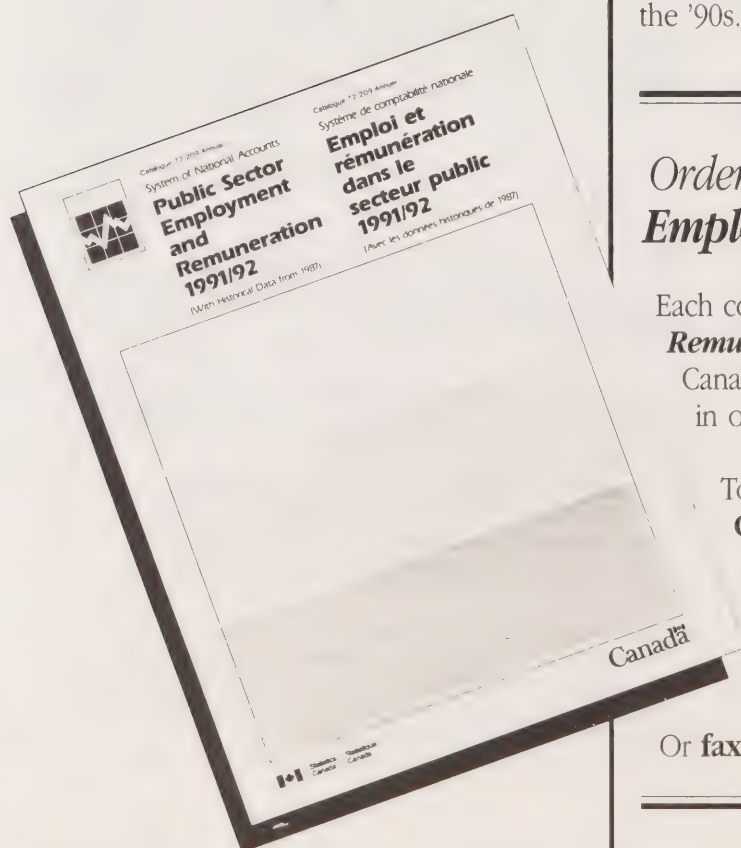 the '90s.
Catalogue 72-209 Annuel
System of National Accounts
Public Sector
Employment
and
Remuneration
1991/92
(With Historical Data from 1987)
Catalogue 72-209 Annuel
Système de comptabilité nationale
Emploi et
rémunération
dans le
secteur public
1991/92
(Avec les données historiques de 1987)
Canada
Statistics Statistique
Canada Canada
Order
Empl
Each co
Remu
Cana
in o
To
Or fax